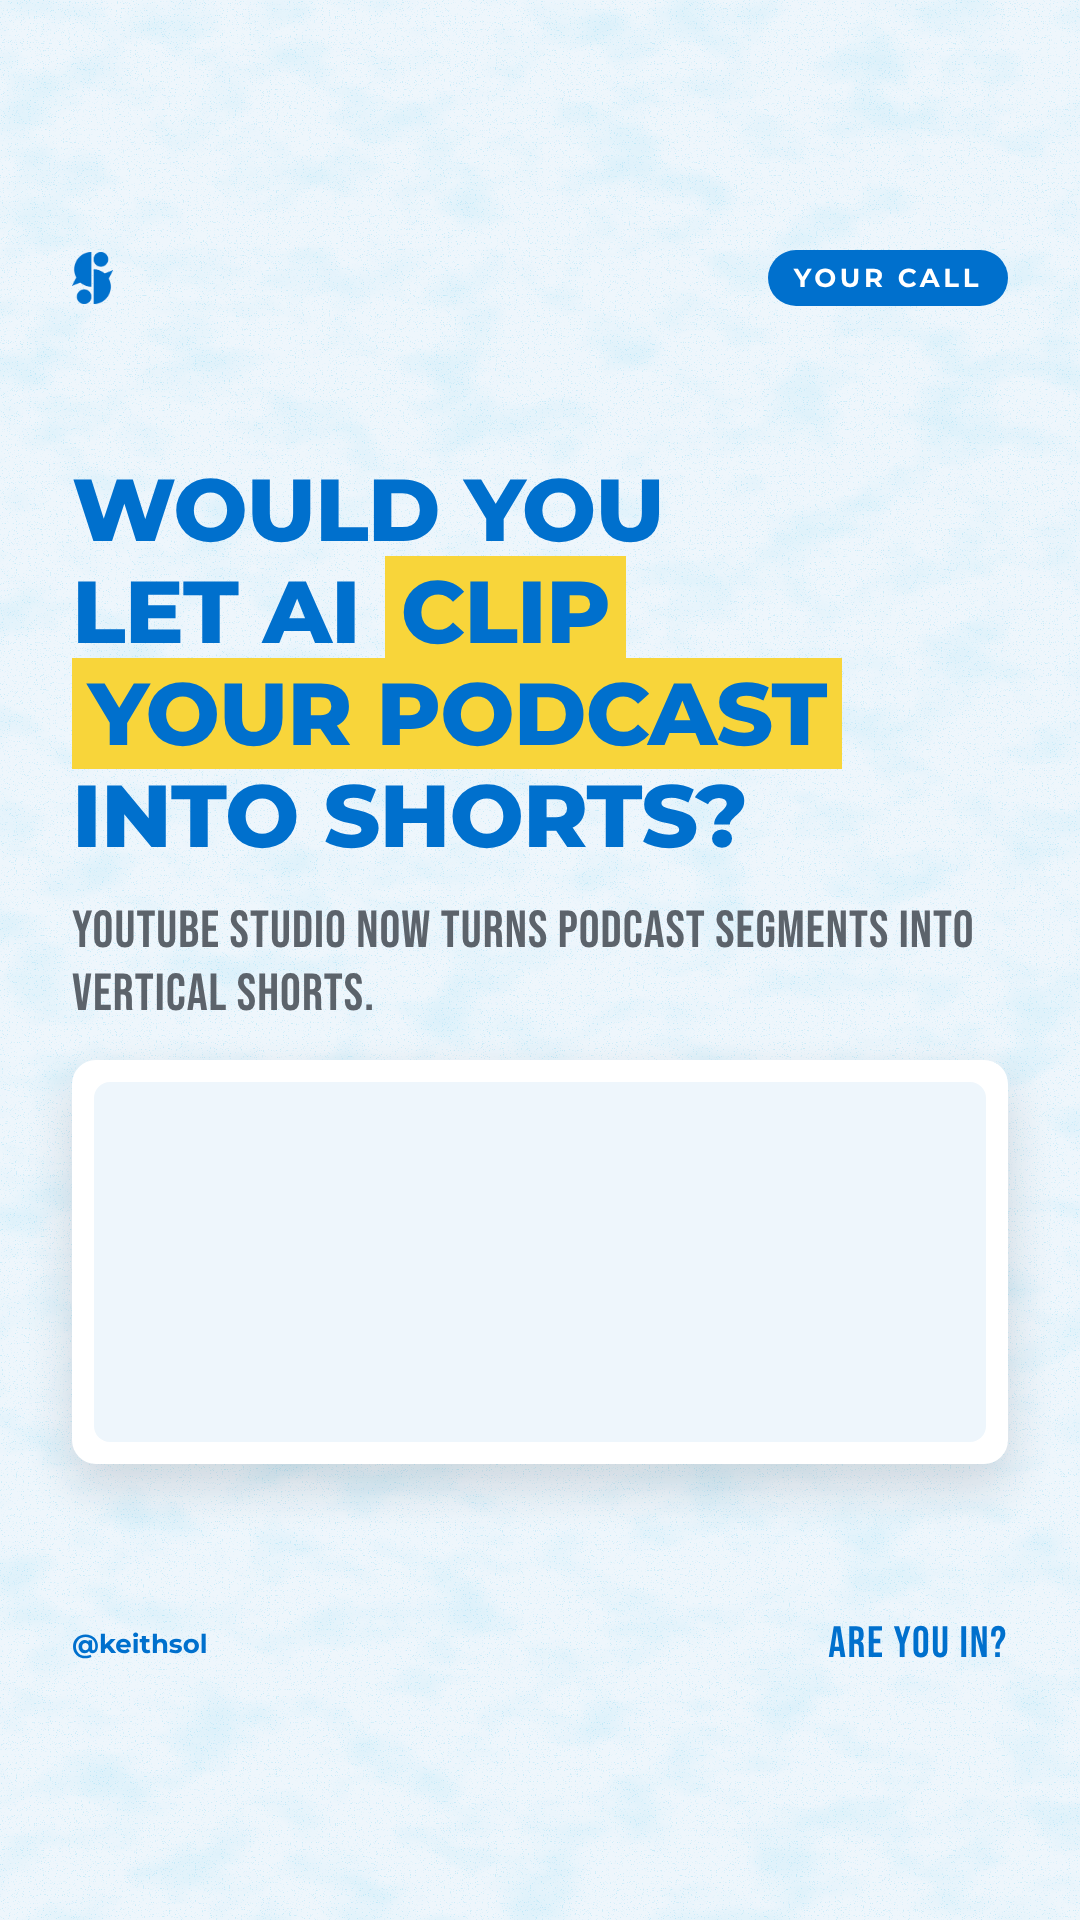 YOUR CALL
WOULD YOU
LET AI CLIP
YOUR PODCAST
INTO SHORTS?
YOUTUBE STUDIO NOW TURNS PODCAST SEGMENTS INTO
VERTICAL SHORTS.
@keithsol
ARE YOU IN?